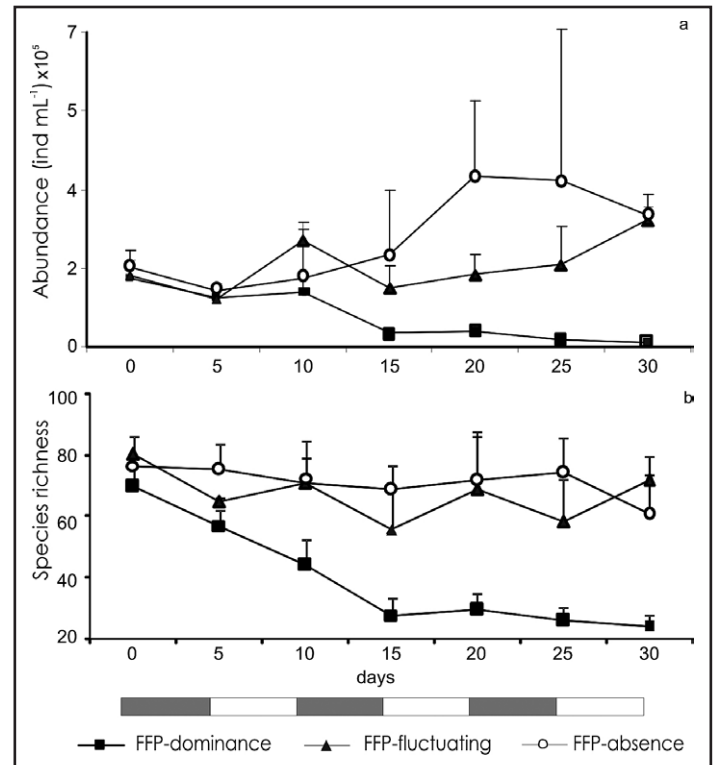 a
Abundance (ind mL⁻¹) x10⁵
7
5
4
2
0
0 5 10 15 20 25 30
b
Species richness
100
80
60
40
20
0 5 10 15 20 25 30
days
FFP-dominance FFP-fluctuating FFP-absence